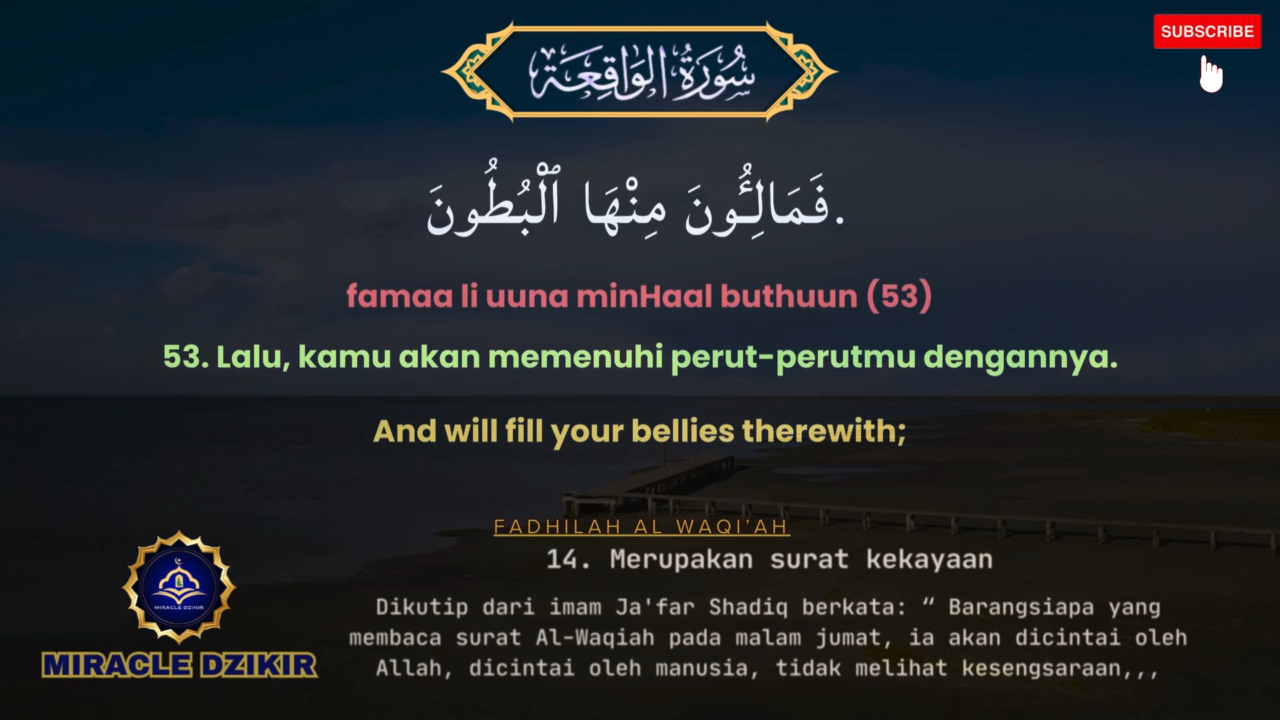 SUBSCRIBE
سُورَةُ الوَاقِعَة
فَمَالِـُٔونَ مِنْهَا ٱلْبُطُونَ.
famaa li uuna minHaal buthuun (53)
53. Lalu, kamu akan memenuhi perut-perutmu dengannya.
And will fill your bellies therewith;
FADHILAH AL WAQI'AH
14. Merupakan surat kekayaan
Dikutip dari imam Ja'far Shadiq berkata: “ Barangsiapa yang
membaca surat Al-Waqiah pada malam jumat, ia akan dicintai oleh
Allah, dicintai oleh manusia, tidak melihat kesengsaraan,,,
MIRACLE DZIKIR
MIRACLE DZIKIR